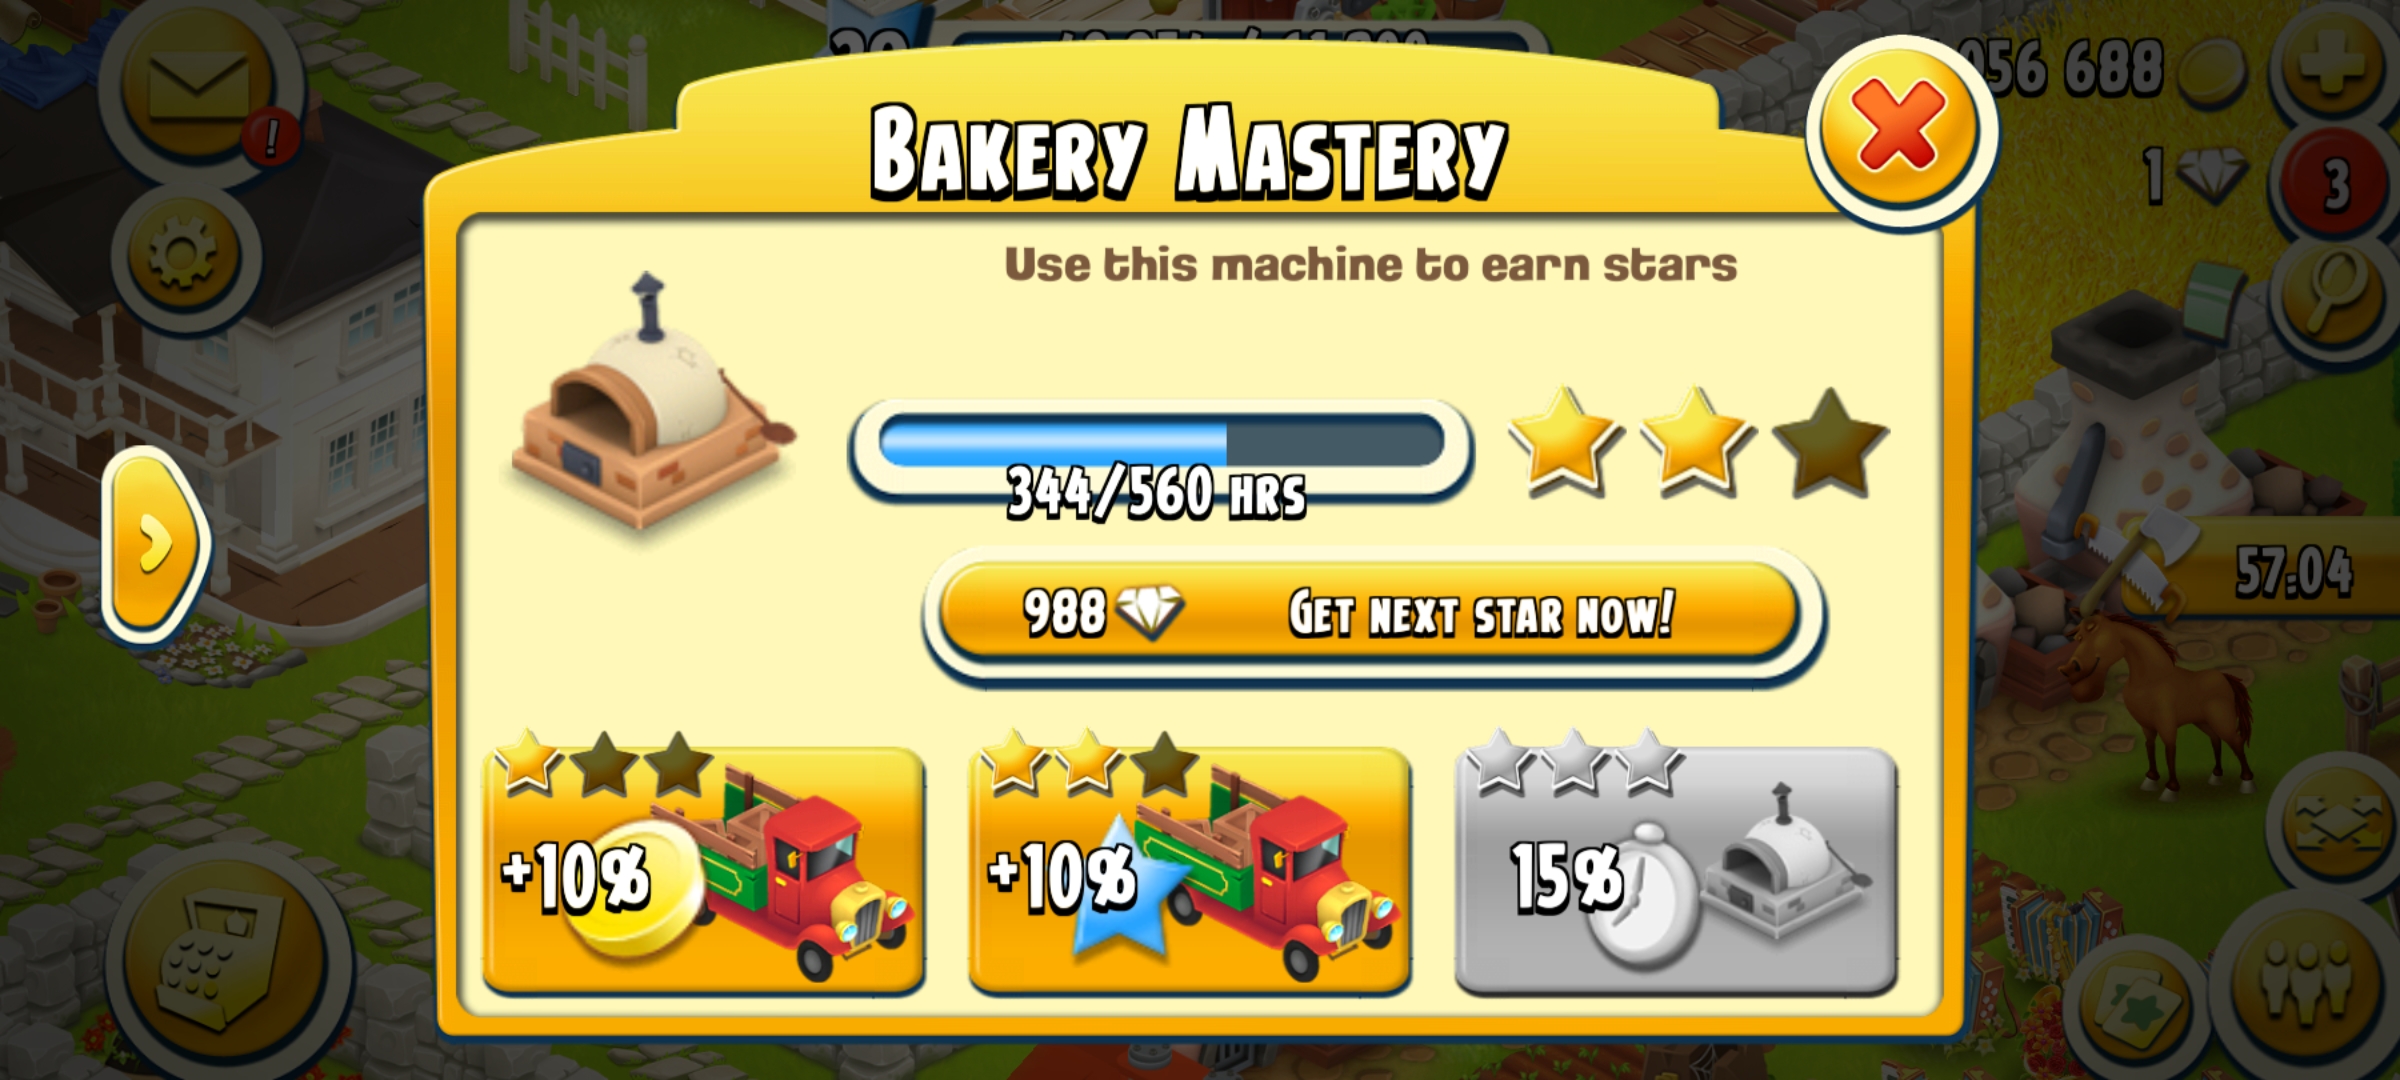 056 688
!
BAKERY MASTERY
1
3
Use this machine to earn stars
344/560 HRS
57:04
988 GET NEXT STAR NOW!
+10%
+10%
15%